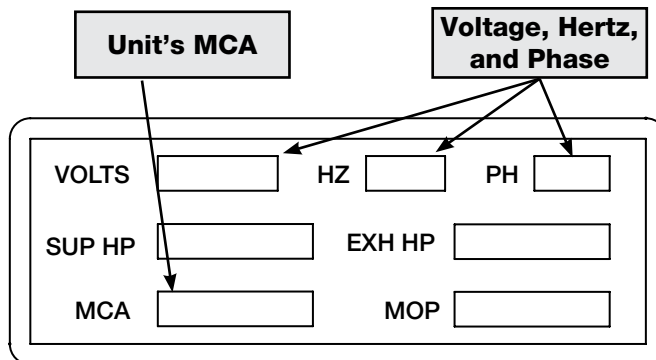 Unit's MCA
Voltage, Hertz,
and Phase
VOLTS HZ PH
SUP HP EXH HP
MCA MOP